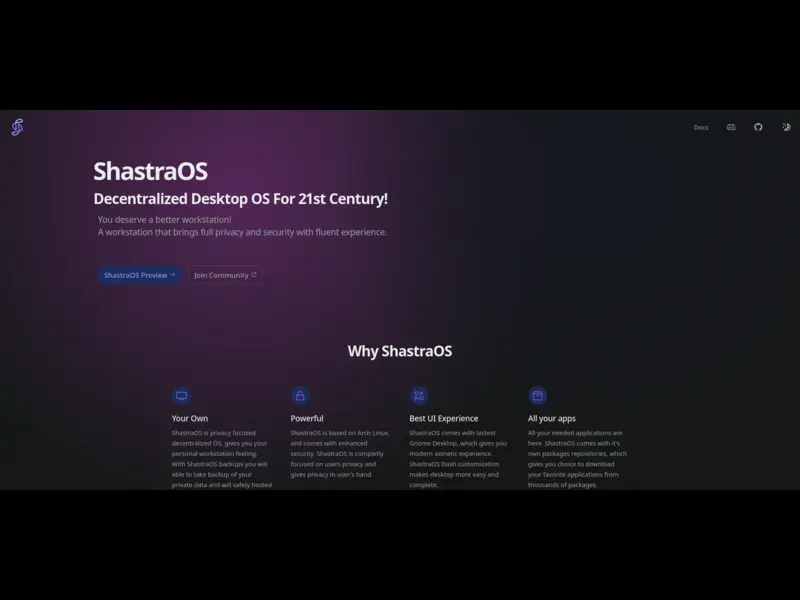 Docs
ShastraOS
Decentralized Desktop OS For 21st Century!
You deserve a better workstation!
A workstation that brings full privacy and security with fluent experience.
ShastraOS Preview →
Join Community
Why ShastraOS
Your Own
ShastraOS is privacy focused
decentralized OS, gives you your
personal workstation feeling.
With ShastraOS backups you will
able to take backup of your
private data and will safely hosted
Powerful
ShastraOS is based on Arch Linux,
and comes with enhanced
security. ShastraOS is completly
focused on users privacy and
gives privacy in user's hand.
Best UI Experience
ShastraOS comes with lastest
Gnome Desktop, which gives you
modern astnetic experience.
ShastraOS Dash customization
makes desktop more easy and
complete.
All your apps
All your needed applications are
here. ShastraOS comes with it's
own packages repositories, which
gives you choice to download
your favorite applications from
thousands of packages.